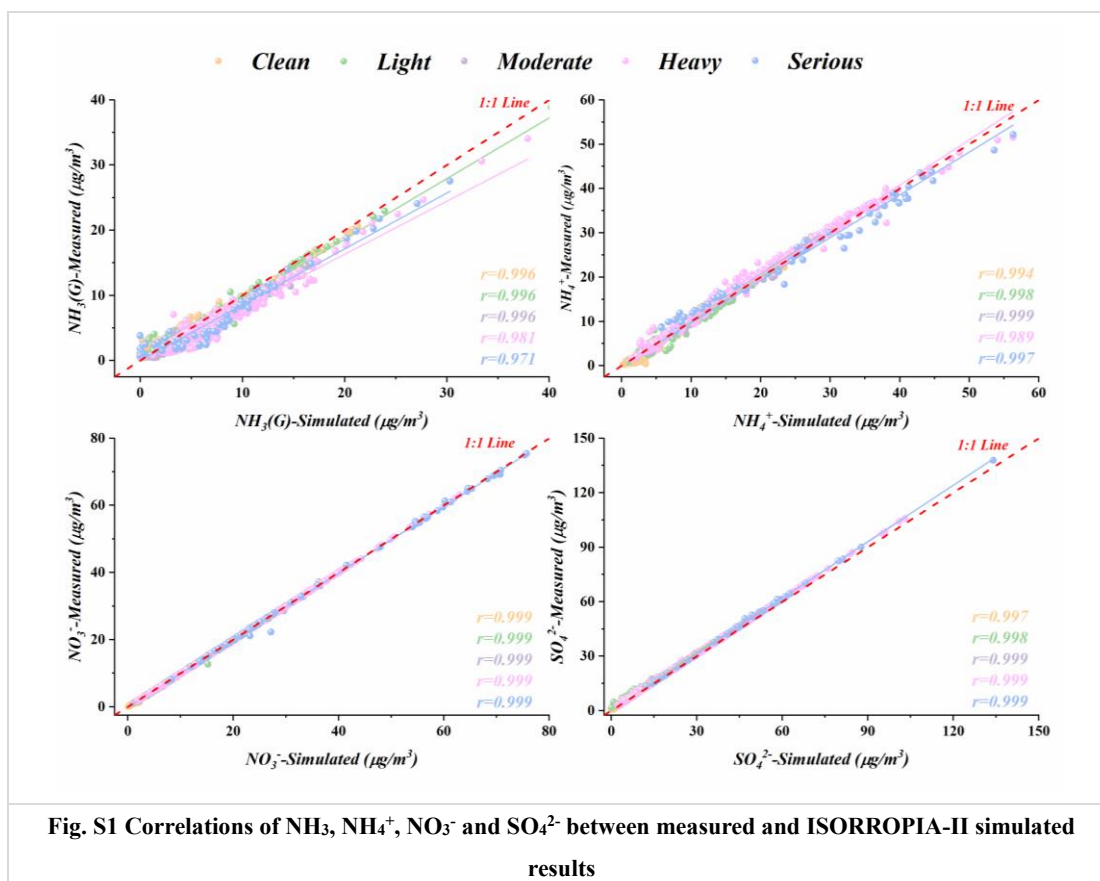 Clean Light Moderate Heavy Serious
1:1 Line
40
30
20
10
0
NH₃(G)-Measured (μg/m³)
r=0.996
r=0.996
r=0.996
r=0.981
r=0.971
0 10 20 30 40
NH₃(G)-Simulated (μg/m³)
1:1 Line
60
50
40
30
20
10
0
NH₄⁺-Measured (μg/m³)
r=0.994
r=0.998
r=0.999
r=0.989
r=0.997
0 10 20 30 40 50 60
NH₄⁺-Simulated (μg/m³)
1:1 Line
80
60
40
20
0
NO₃⁻-Measured (μg/m³)
r=0.999
r=0.999
r=0.999
r=0.999
r=0.999
0 20 40 60 80
NO₃⁻-Simulated (μg/m³)
1:1 Line
150
120
90
60
30
0
SO₄²⁻-Measured (μg/m³)
r=0.997
r=0.998
r=0.999
r=0.999
r=0.999
0 30 60 90 120 150
SO₄²⁻-Simulated (μg/m³)
Fig. S1 Correlations of NH₃, NH₄⁺, NO₃⁻ and SO₄²⁻ between measured and ISORROPIA-II simulated
results